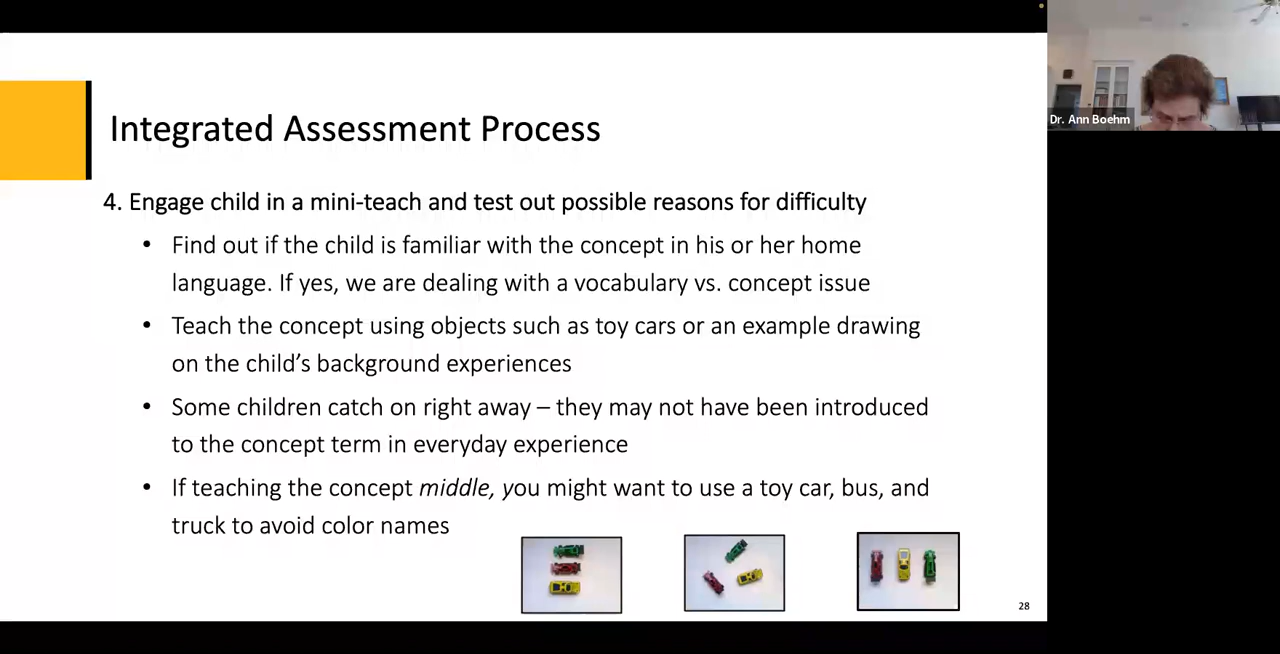 Integrated Assessment Process
4. Engage child in a mini-teach and test out possible reasons for difficulty
• Find out if the child is familiar with the concept in his or her home
language. If yes, we are dealing with a vocabulary vs. concept issue
• Teach the concept using objects such as toy cars or an example drawing
on the child's background experiences
• Some children catch on right away – they may not have been introduced
to the concept term in everyday experience
• If teaching the concept middle, you might want to use a toy car, bus, and
truck to avoid color names
28
Dr. Ann Boehm